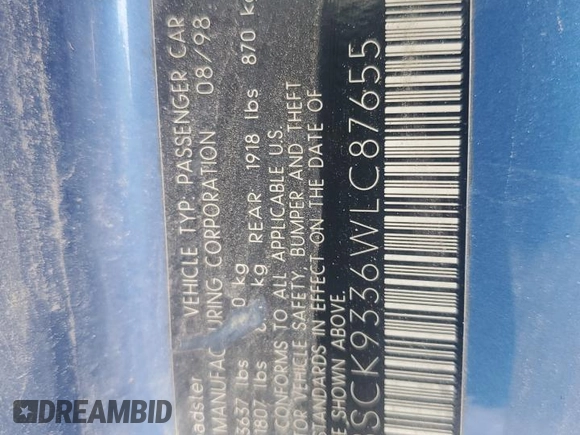 adster VEHICLE TYP: PASSENGER CAR
MANUFACTURING CORPORATION 08/98
3637 lbs 0 kg
1807 lbs kg REAR 1918 lbs 870 k
CONFORMS TO ALL APPLICABLE U.S.
OR VEHICLE SAFETY, BUMPER AND THEFT
STANDARDS IN EFFECT ON THE DATE OF
E SHOWN ABOVE.
SCK9336WLC87655
DREAMBID